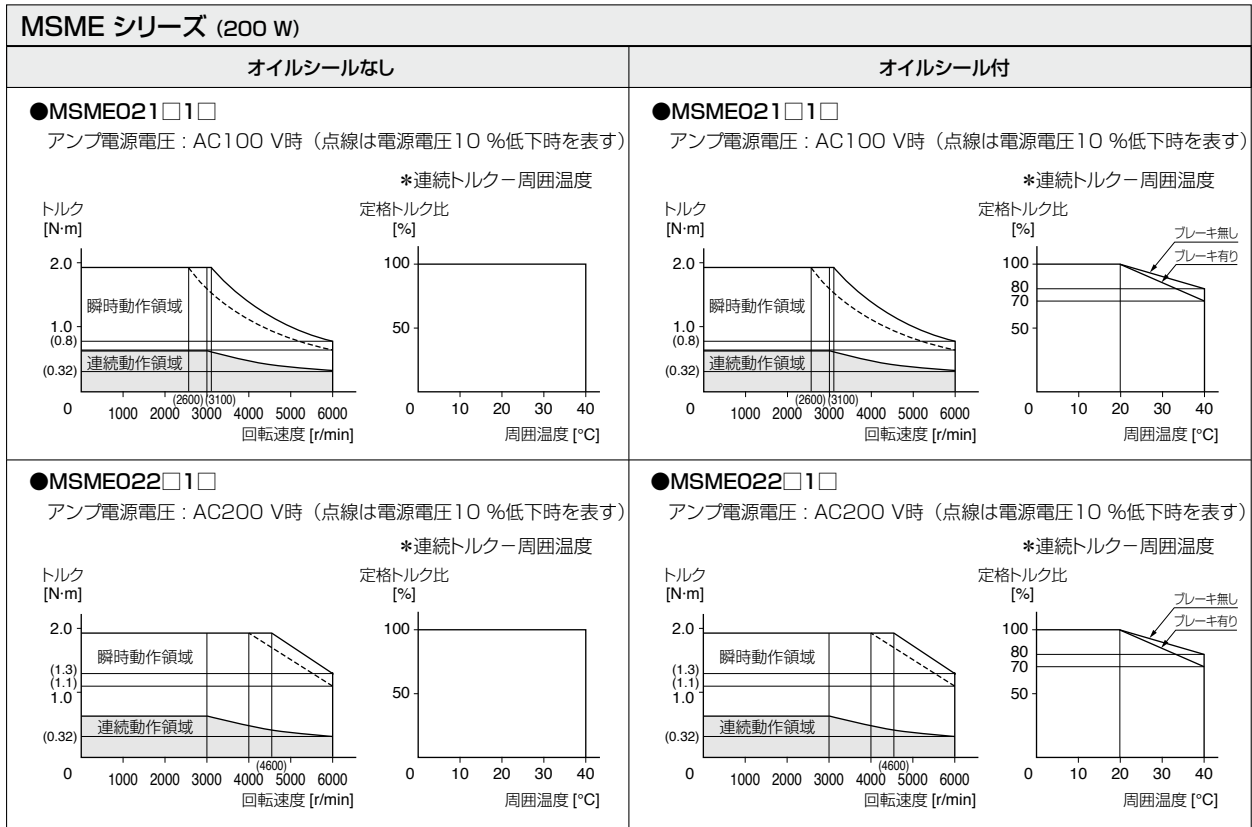 MSME シリーズ (200 W)
オイルシールなし
オイルシール付
●MSME021□1□
アンプ電源電圧 : AC100 V時（点線は電源電圧10 %低下時を表す）
*連続トルク－周囲温度
トルク
[N·m]
2.0
1.0
(0.8)
(0.32)
0
瞬時動作領域
連続動作領域
(2600)
(3100)
1000 2000 3000 4000 5000 6000
回転速度 [r/min]
定格トルク比
[%]
100
50
0 10 20 30 40
周囲温度 [°C]
●MSME021□1□
アンプ電源電圧 : AC100 V時（点線は電源電圧10 %低下時を表す）
*連続トルク－周囲温度
トルク
[N·m]
2.0
1.0
(0.8)
(0.32)
0
瞬時動作領域
連続動作領域
(2600)
(3100)
1000 2000 3000 4000 5000 6000
回転速度 [r/min]
定格トルク比
[%]
ブレーキ無し
ブレーキ有り
100
80
70
50
0 10 20 30 40
周囲温度 [°C]
●MSME022□1□
アンプ電源電圧 : AC200 V時（点線は電源電圧10 %低下時を表す）
*連続トルク－周囲温度
トルク
[N·m]
2.0
(1.3)
(1.1)
1.0
(0.32)
0
瞬時動作領域
連続動作領域
(4600)
1000 2000 3000 4000 5000 6000
回転速度 [r/min]
定格トルク比
[%]
100
50
0 10 20 30 40
周囲温度 [°C]
●MSME022□1□
アンプ電源電圧 : AC200 V時（点線は電源電圧10 %低下時を表す）
*連続トルク－周囲温度
トルク
[N·m]
2.0
(1.3)
(1.1)
1.0
(0.32)
0
瞬時動作領域
連続動作領域
(4600)
1000 2000 3000 4000 5000 6000
回転速度 [r/min]
定格トルク比
[%]
ブレーキ無し
ブレーキ有り
100
80
70
50
0 10 20 30 40
周囲温度 [°C]